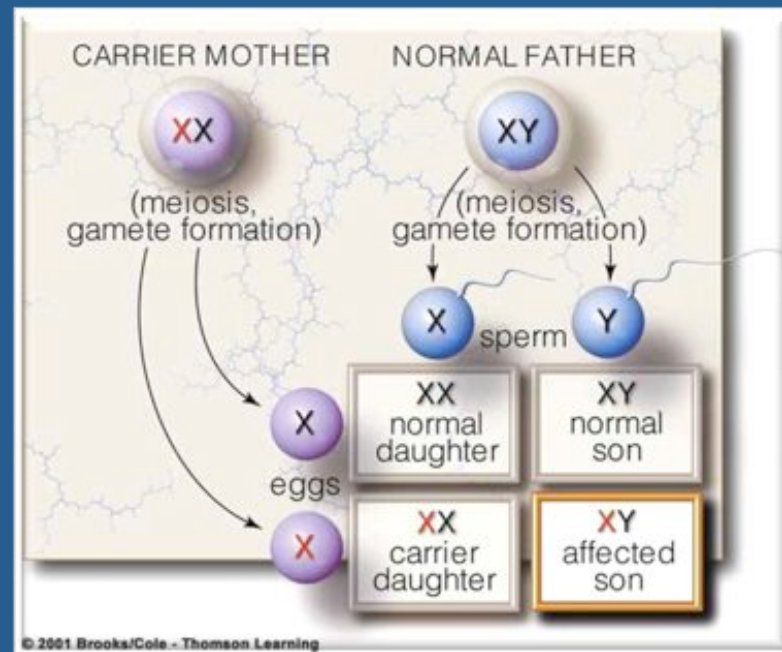 CARRIER MOTHER
NORMAL FATHER
XX
XY
(meiosis,
gamete formation)
(meiosis,
gamete formation)
X
sperm
Y
X
XX
normal
daughter
XY
normal
son
eggs
X
XX
carrier
daughter
XY
affected
son
© 2001 Brooks/Cole - Thomson Learning